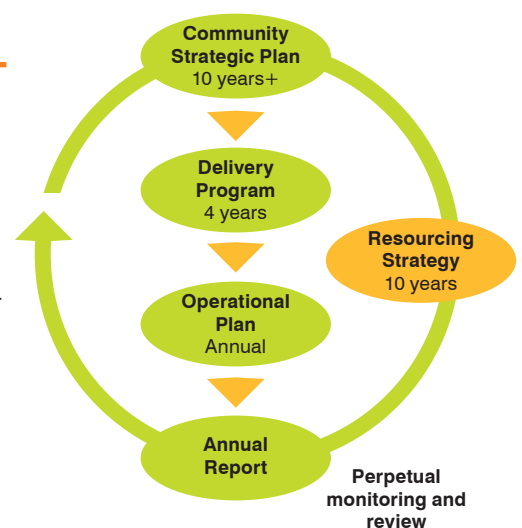 Community
Strategic Plan
10 years+
Delivery
Program
4 years
Resourcing
Strategy
10 years
Operational
Plan
Annual
Annual
Report
Perpetual
monitoring and
review